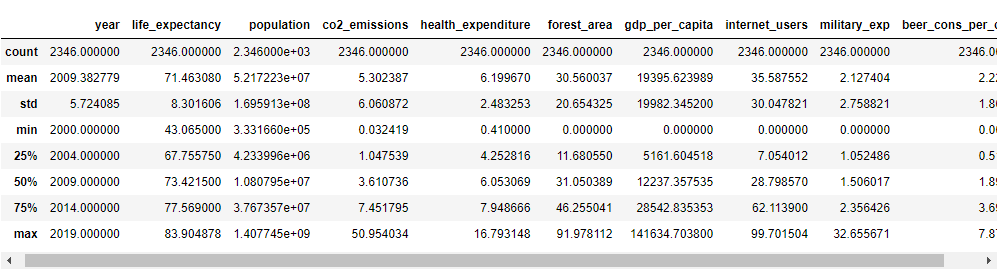 year life_expectancy population co2_emissions health_expenditure forest_area gdp_per_capita internet_users military_exp
count 2346.000000 2346.000000 2.346000e+03 2346.000000 2346.000000 2346.000000 2346.000000 2346.000000 2346.000000
mean 2009.382779 71.463080 5.217223e+07 5.302387 6.199670 30.560037 19395.623989 35.587552 2.127404
std 5.724085 8.301606 1.695913e+08 6.060872 2.483253 20.654325 19982.345200 30.047821 2.758821
min 2000.000000 43.065000 3.331660e+05 0.032419 0.410000 0.000000 0.000000 0.000000 0.000000
25% 2004.000000 67.755750 4.233996e+06 1.047539 4.252816 11.680550 5161.604518 7.054012 1.052486
50% 2009.000000 73.421500 1.080795e+07 3.610736 6.053069 31.050389 12237.357535 28.798570 1.506017
75% 2014.000000 77.569000 3.767357e+07 7.451795 7.948666 46.255041 28542.835353 62.113900 2.356426
max 2019.000000 83.904878 1.407745e+09 50.954034 16.793148 91.978112 141634.703800 99.701504 32.655671